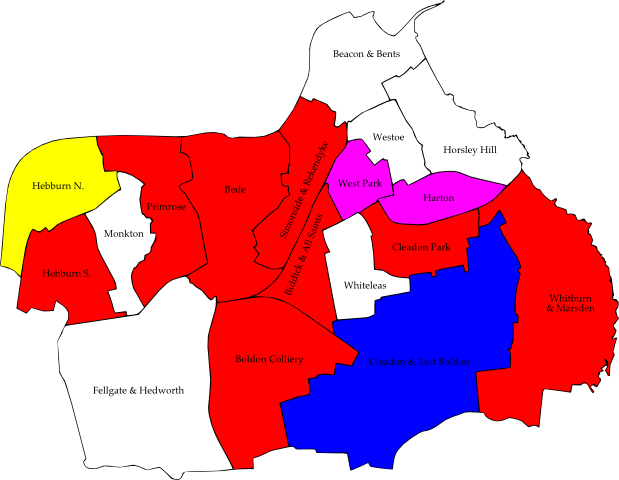 Beacon & Bents
Westoe
Horsley Hill
Simonside & Rekendyke
West Park
Hebburn N.
Bede
Harton
Primrose
Monkton
Biddick & All Saints
Cleadon Park
Hebburn S.
Whiteleas
Whitburn
& Marsden
Boldon Colliery
Cleadon & East Boldon
Fellgate & Hedworth